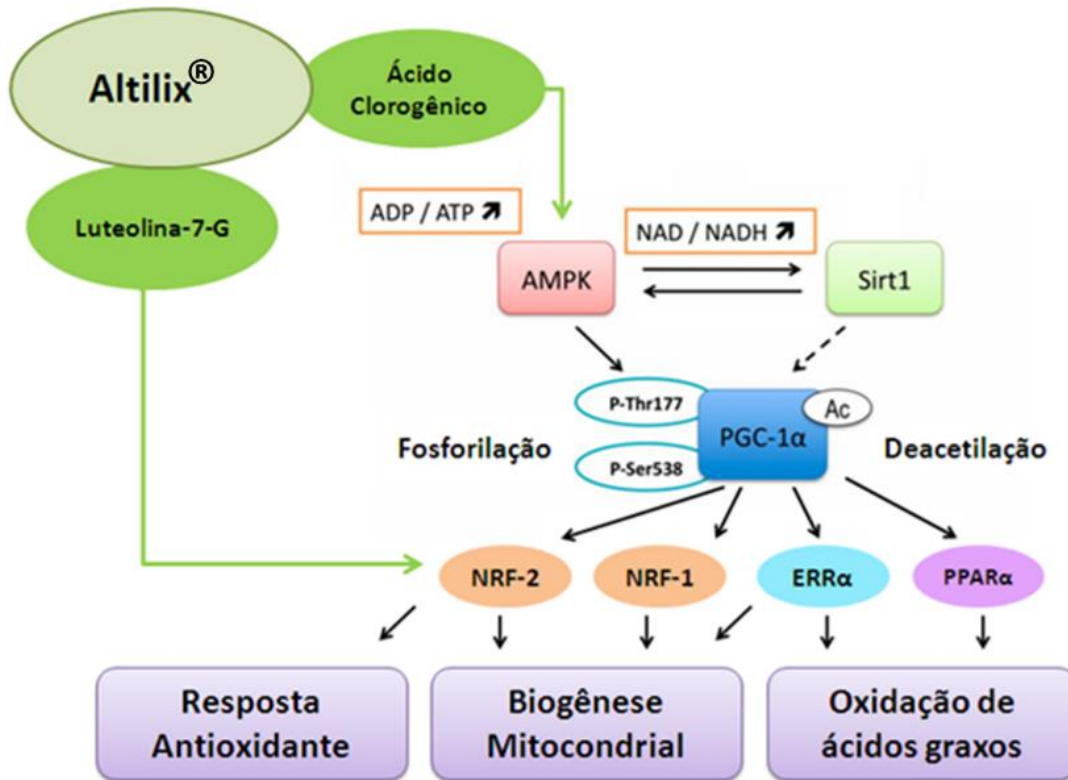 Altilix®
Ácido
Clorogênico
Luteolina-7-G
ADP / ATP ↗
NAD / NADH ↗
AMPK
Sirt1
P-Thr177
Ac
PGC-1α
Fosforilação
Deacetilação
P-Ser538
NRF-2
NRF-1
ERRα
PPARα
Resposta
Antioxidante
Biogênese
Mitocondrial
Oxidação de
ácidos graxos